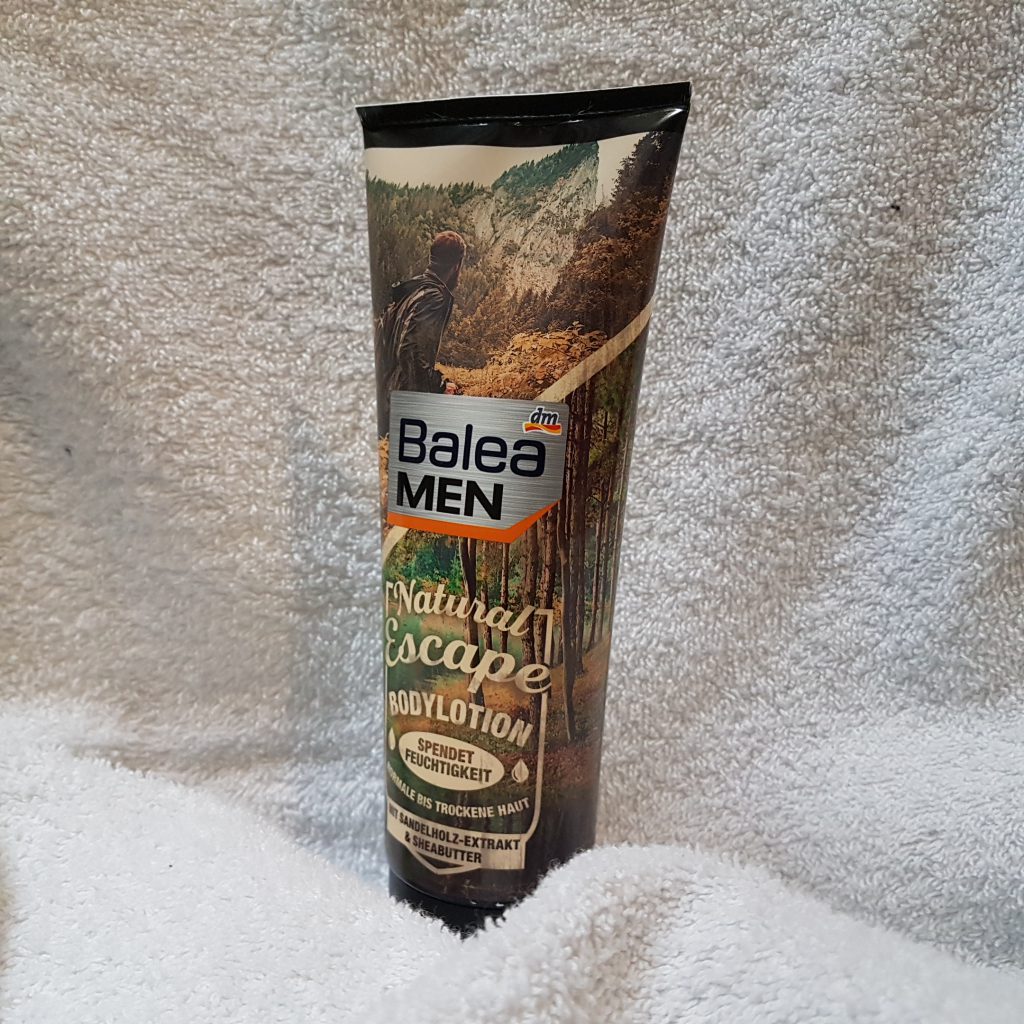 dm
Balea
MEN
Natural
Escape
BODYLOTION
SPENDET
FEUCHTIGKEIT
NORMALE BIS TROCKENE HAUT
MIT SANDELHOLZ-EXTRAKT
& SHEABUTTER